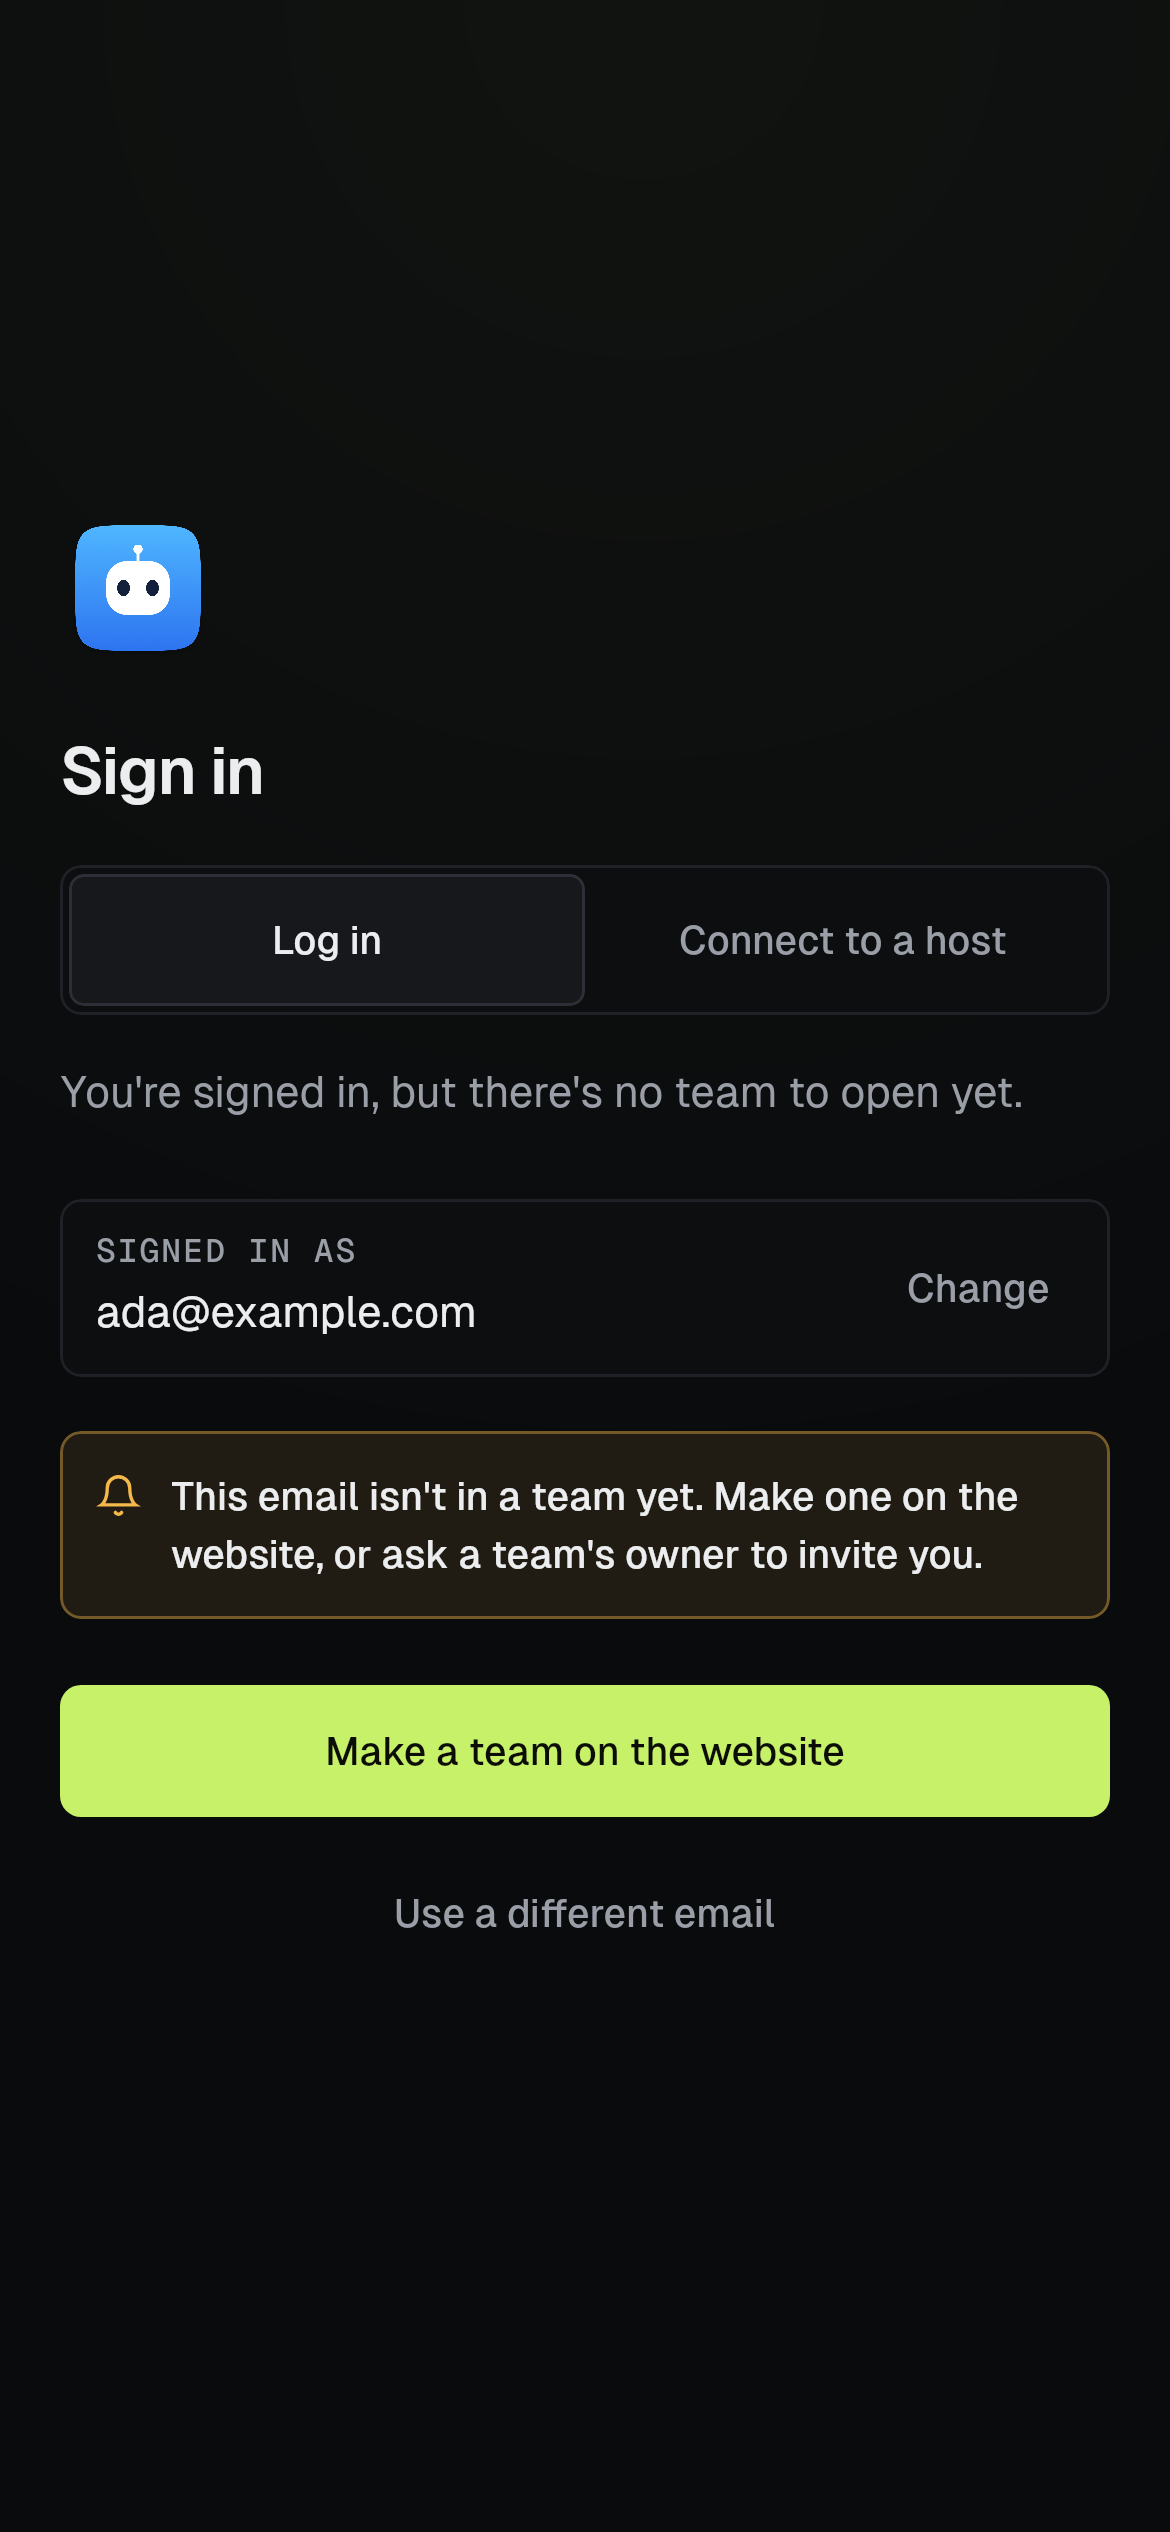 Sign in
Log in
Connect to a host
You're signed in, but there's no team to open yet.
SIGNED IN AS
ada@example.com
Change
This email isn't in a team yet. Make one on the
website, or ask a team's owner to invite you.
Make a team on the website
Use a different email